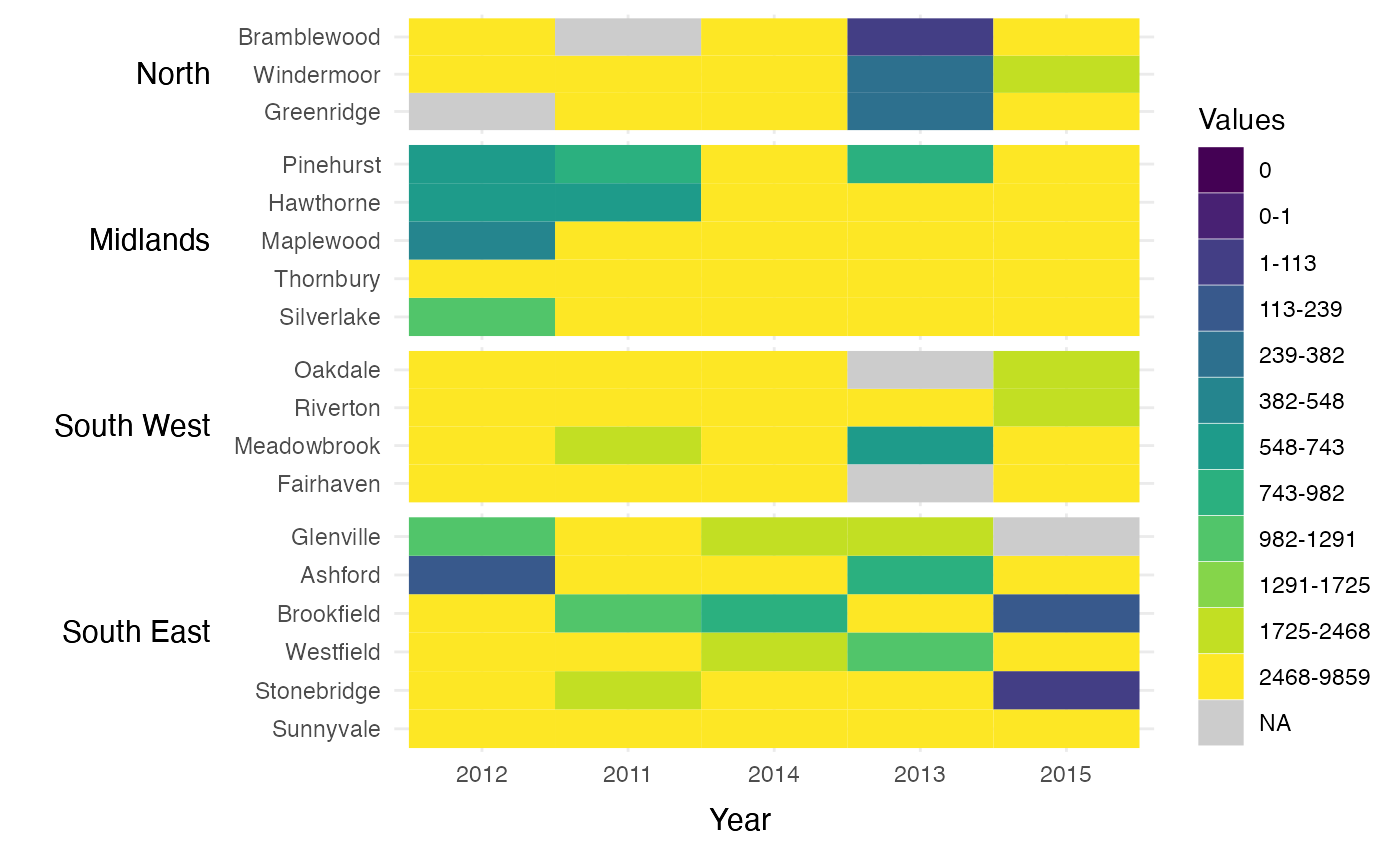 North
Bramblewood
Windermoor
Greenridge
Midlands
Pinehurst
Hawthorne
Maplewood
Thornbury
Silverlake
South West
Oakdale
Riverton
Meadowbrook
Fairhaven
South East
Glenville
Ashford
Brookfield
Westfield
Stonebridge
Sunnyvale
2012 2011 2014 2013 2015
Year
Values
0
0-1
1-113
113-239
239-382
382-548
548-743
743-982
982-1291
1291-1725
1725-2468
2468-9859
NA